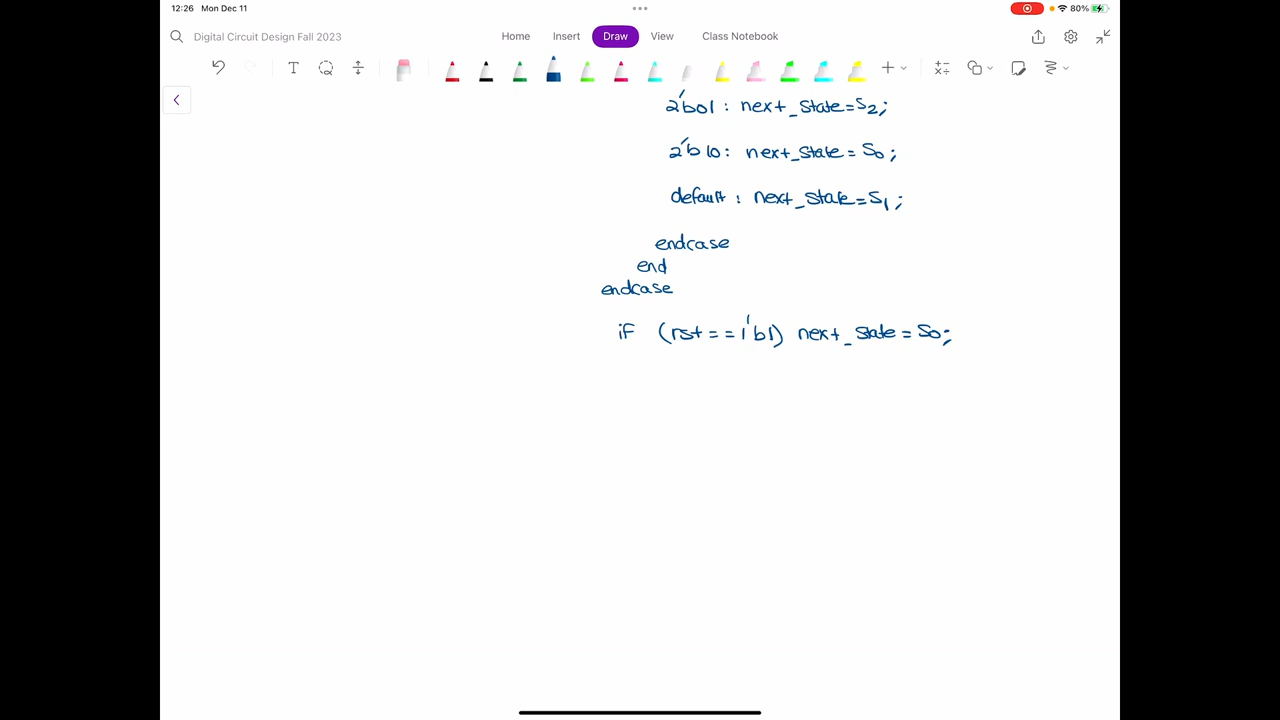 12:26 Mon Dec 11
80%
Digital Circuit Design Fall 2023
Home Insert Draw View Class Notebook
2'b01 : next_state=S2;
2'b10: next_state= S0;
default : next_state=S1;
endcase
end
endcase
if (rst==1'b1) next_state=S0;